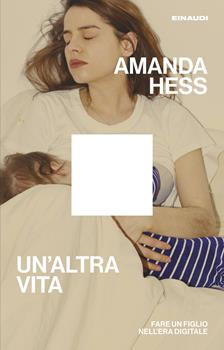 EINAUDI
AMANDA
HESS
UN'ALTRA
VITA
FARE UN FIGLIO
NELL'ERA DIGITALE